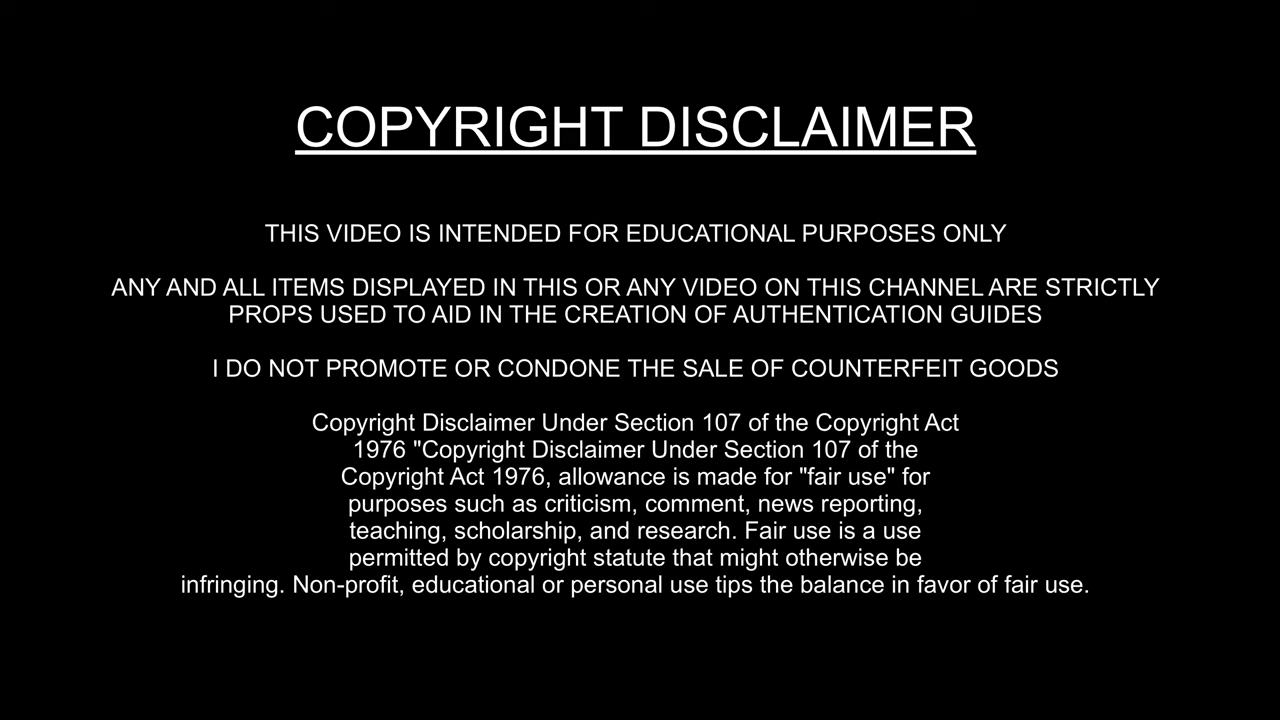 COPYRIGHT DISCLAIMER
THIS VIDEO IS INTENDED FOR EDUCATIONAL PURPOSES ONLY
ANY AND ALL ITEMS DISPLAYED IN THIS OR ANY VIDEO ON THIS CHANNEL ARE STRICTLY
PROPS USED TO AID IN THE CREATION OF AUTHENTICATION GUIDES
I DO NOT PROMOTE OR CONDONE THE SALE OF COUNTERFEIT GOODS
Copyright Disclaimer Under Section 107 of the Copyright Act
1976 "Copyright Disclaimer Under Section 107 of the
Copyright Act 1976, allowance is made for "fair use" for
purposes such as criticism, comment, news reporting,
teaching, scholarship, and research. Fair use is a use
permitted by copyright statute that might otherwise be
infringing. Non-profit, educational or personal use tips the balance in favor of fair use.